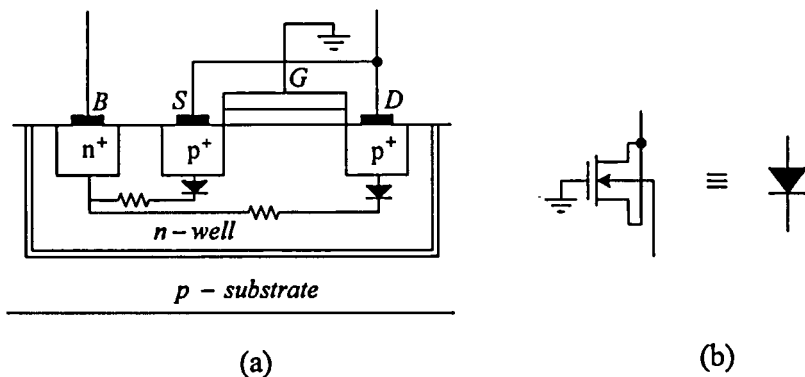 G
B S D
n+ p+ p+
n – well
p – substrate
≡
(a) (b)